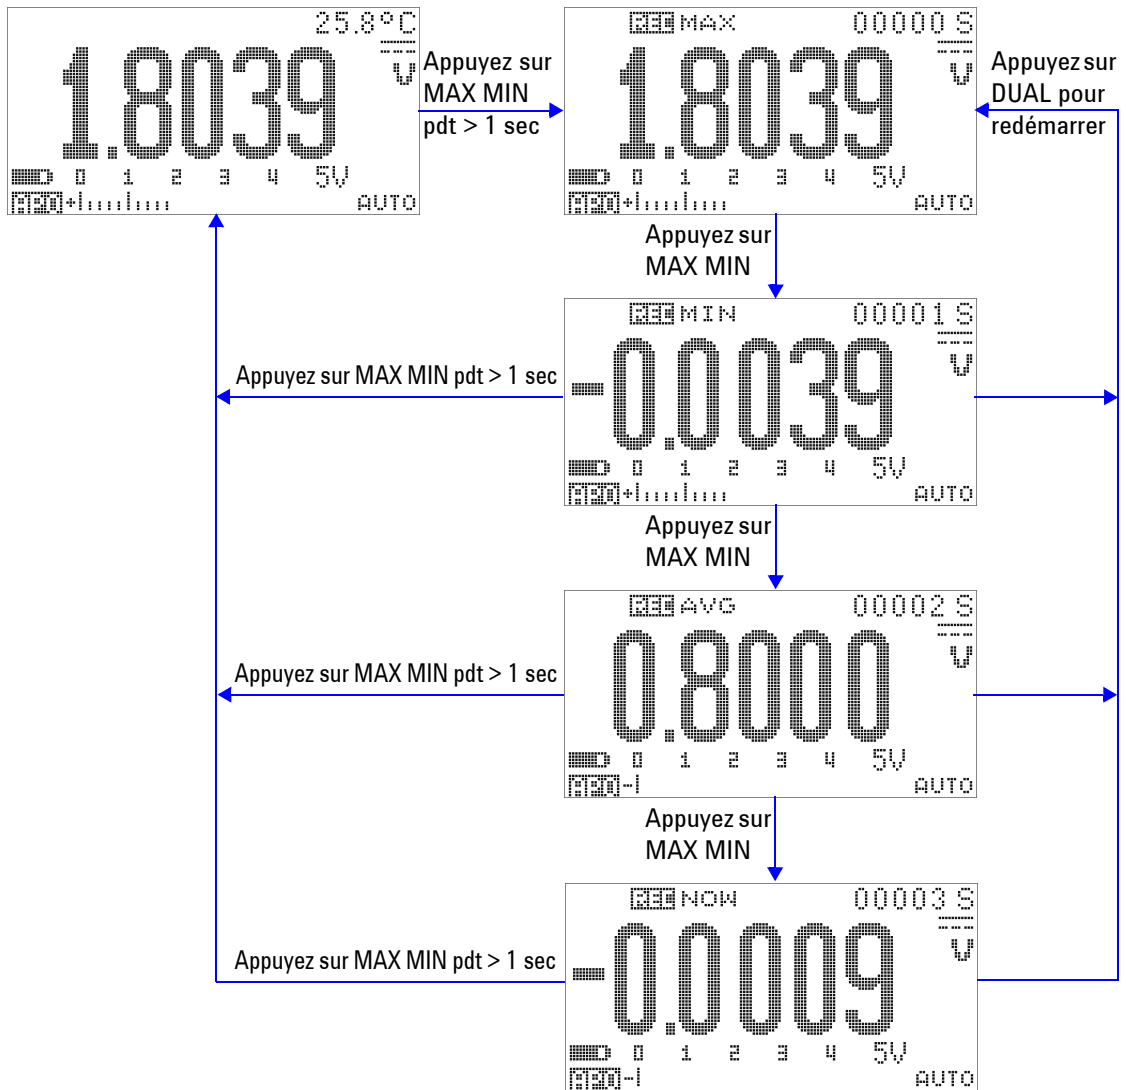 25.8°C
1.8039 V
0 1 2 3 4 5V
APO AUTO
Appuyez sur
MAX MIN
pdt > 1 sec
REC MAX 00000 S
1.8039 V
0 1 2 3 4 5V
APO AUTO
Appuyez sur
DUAL pour
redémarrer
Appuyez sur
MAX MIN
REC MIN 00001 S
-0.0039 V
0 1 2 3 4 5V
APO AUTO
Appuyez sur MAX MIN pdt > 1 sec
Appuyez sur
MAX MIN
REC AVG 00002 S
0.8000 V
0 1 2 3 4 5V
APO AUTO
Appuyez sur MAX MIN pdt > 1 sec
Appuyez sur
MAX MIN
REC NOW 00003 S
-0.0009 V
0 1 2 3 4 5V
APO AUTO
Appuyez sur MAX MIN pdt > 1 sec